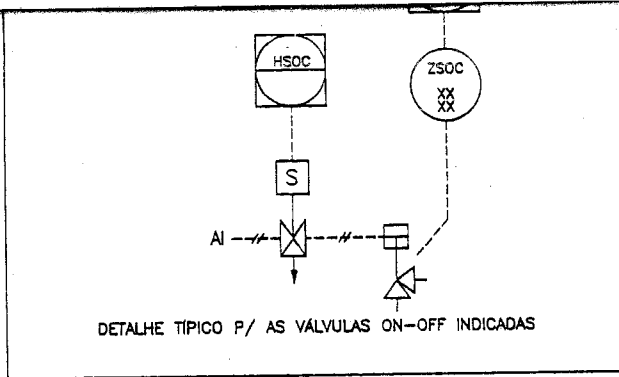 HSOC
ZSOC
XX
XX
S
AI
DETALHE TÍPICO P/ AS VÁLVULAS ON-OFF INDICADAS